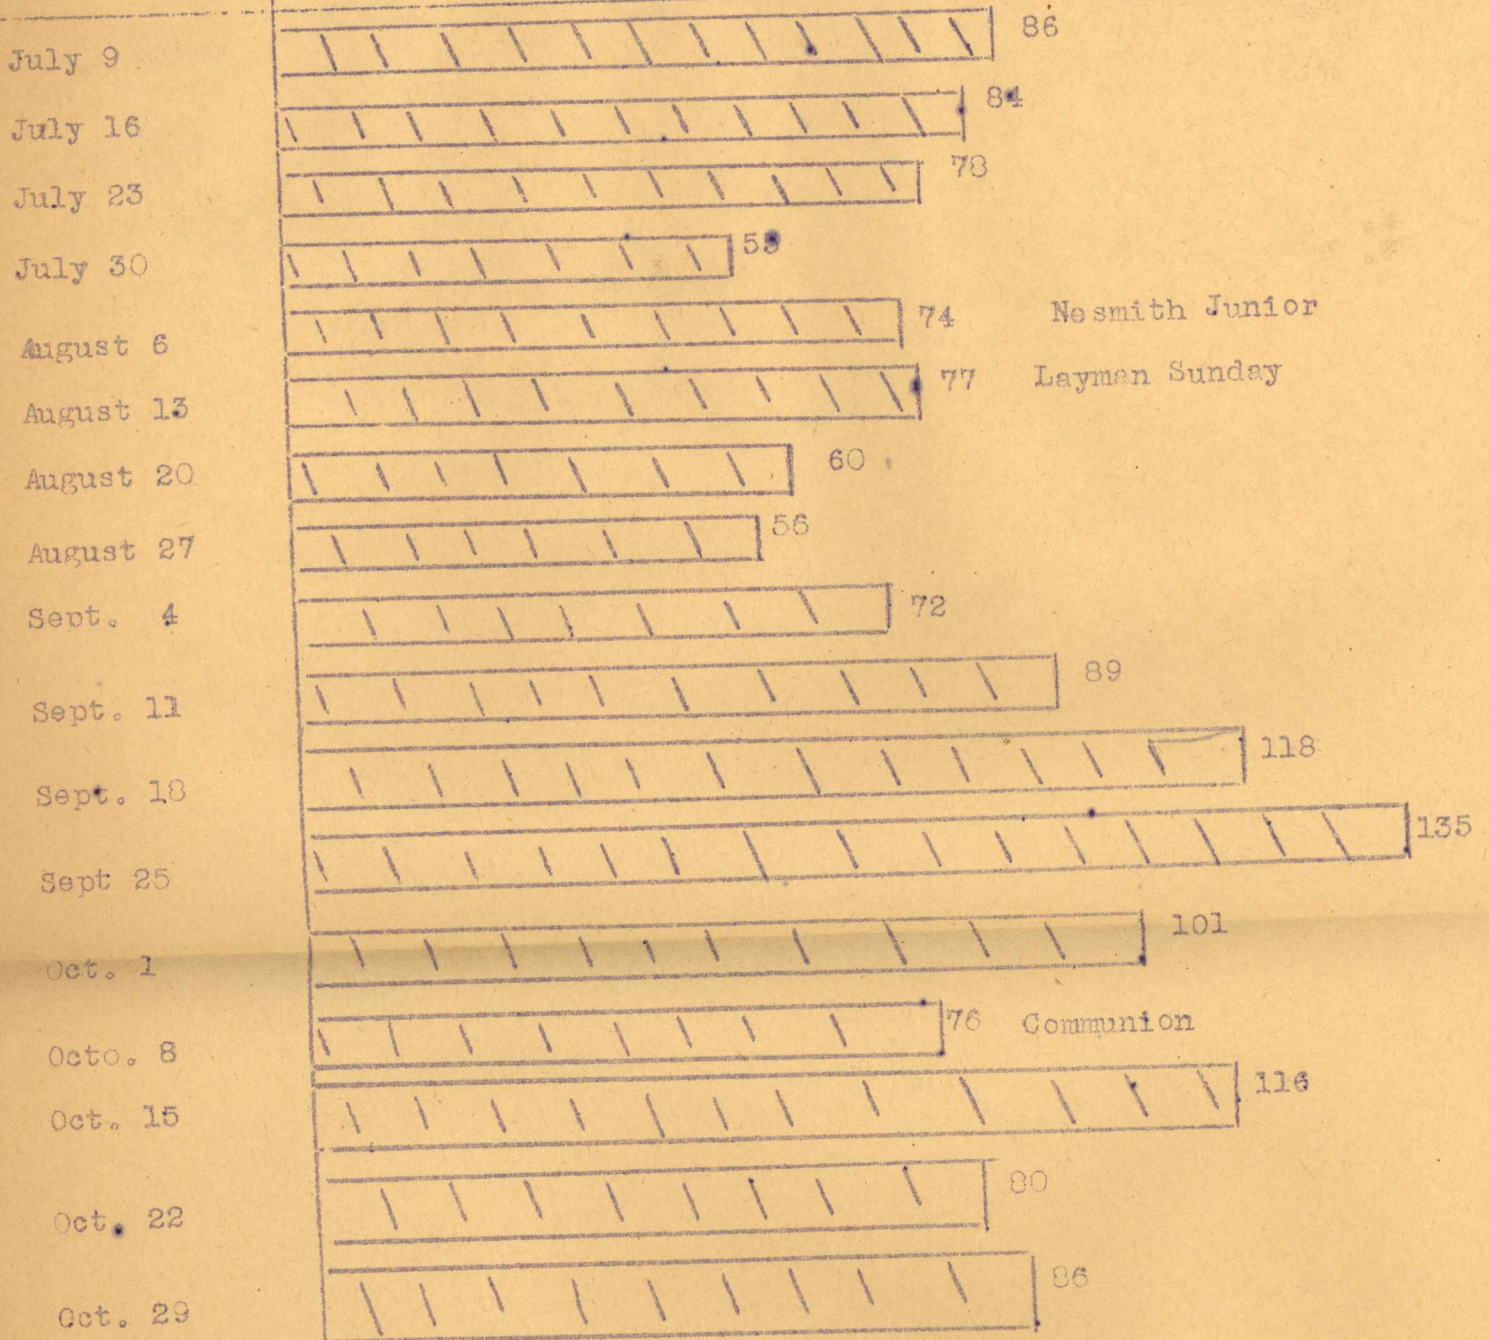 July 9 86
July 16 84
July 23 78
July 30
August 6 74 Nesmith Junior
August 13 77 Layman Sunday
August 20 60
August 27 56
Sept. 4 72
Sept. 11 89
Sept. 18 118
Sept 25 135
Oct. 1 101
Octo. 8 76 Communion
Oct. 15 116
Oct. 22 80
Oct. 29 86